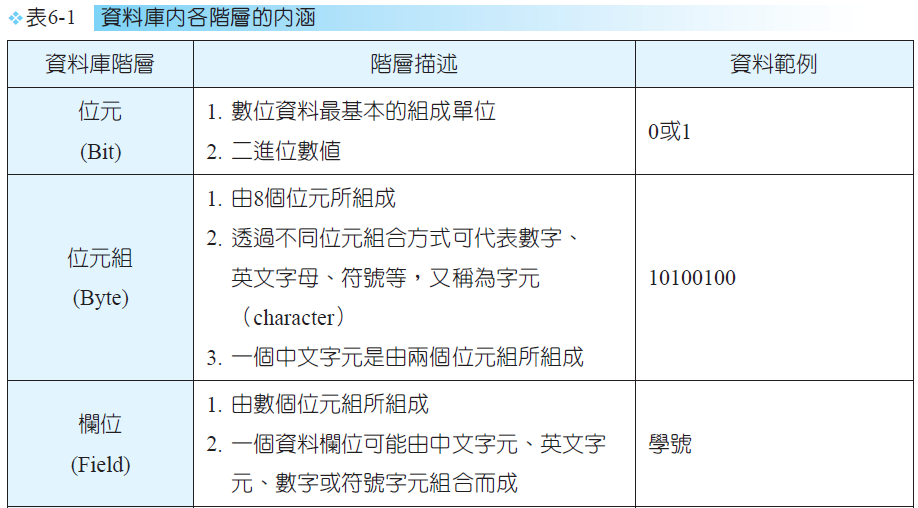 ❖表6-1 資料庫內各階層的內涵
資料庫階層 階層描述 資料範例
位元
(Bit)
1. 數位資料最基本的組成單位
2. 二進位數值
0或1
位元組
(Byte)
1. 由8個位元所組成
2. 透過不同位元組合方式可代表數字、
英文字母、符號等，又稱為字元
（character）
3. 一個中文字元是由兩個位元組所組成
10100100
欄位
(Field)
1. 由數個位元組所組成
2. 一個資料欄位可能由中文字元、英文字
元、數字或符號字元組合而成
學號